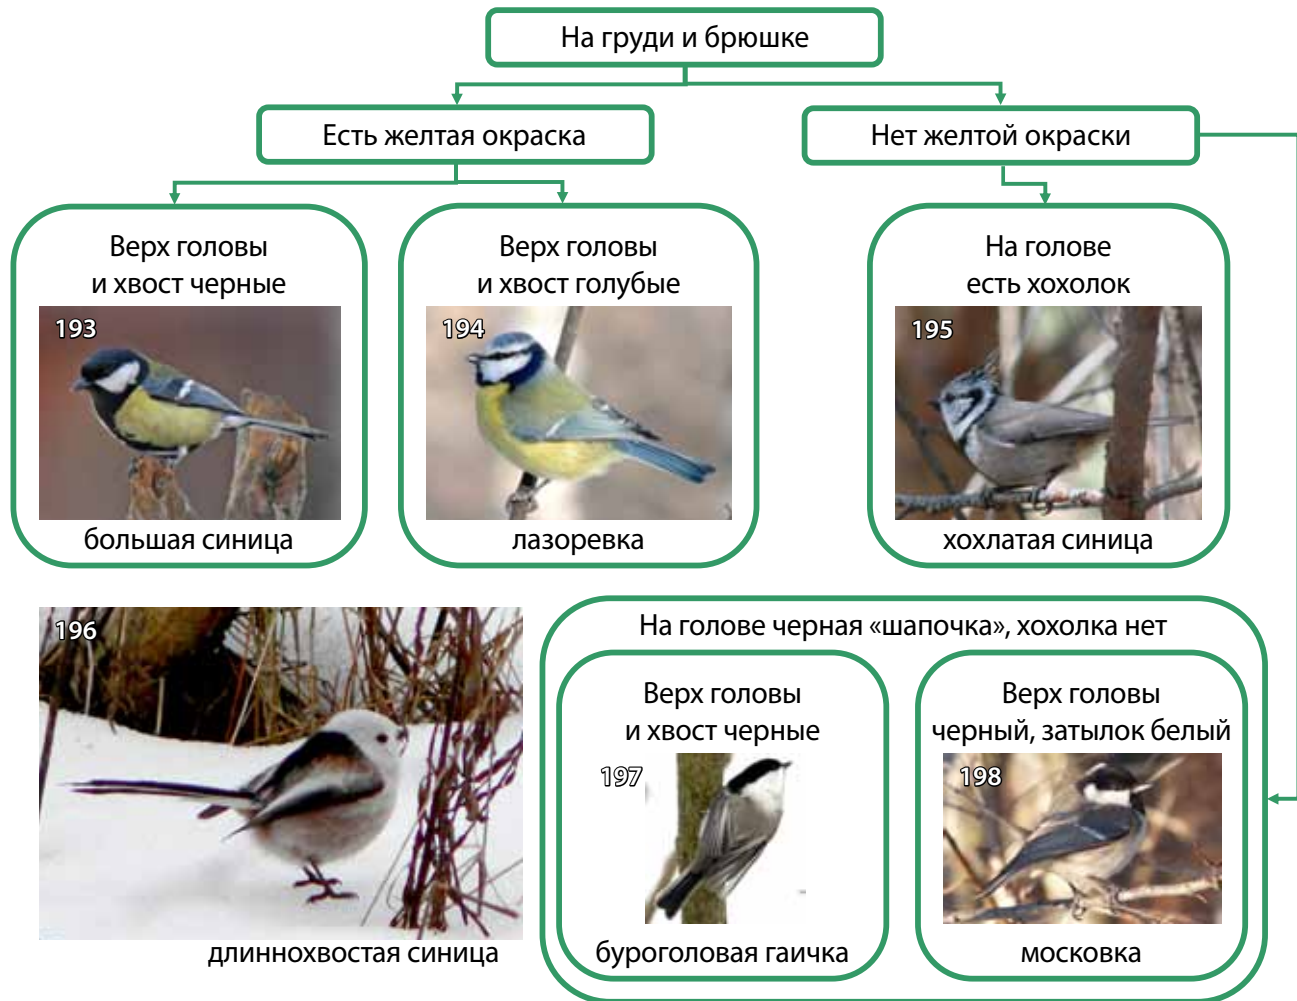 На груди и брюшке
Есть желтая окраска
Нет желтой окраски
Верх головы
и хвост черные
193
большая синица
Верх головы
и хвост голубые
194
лазоревка
На голове
есть хохолок
195
хохлатая синица
196
длиннохвостая синица
На голове черная «шапочка», хохолка нет
Верх головы
и хвост черные
197
буроголовая гаичка
Верх головы
черный, затылок белый
198
московка